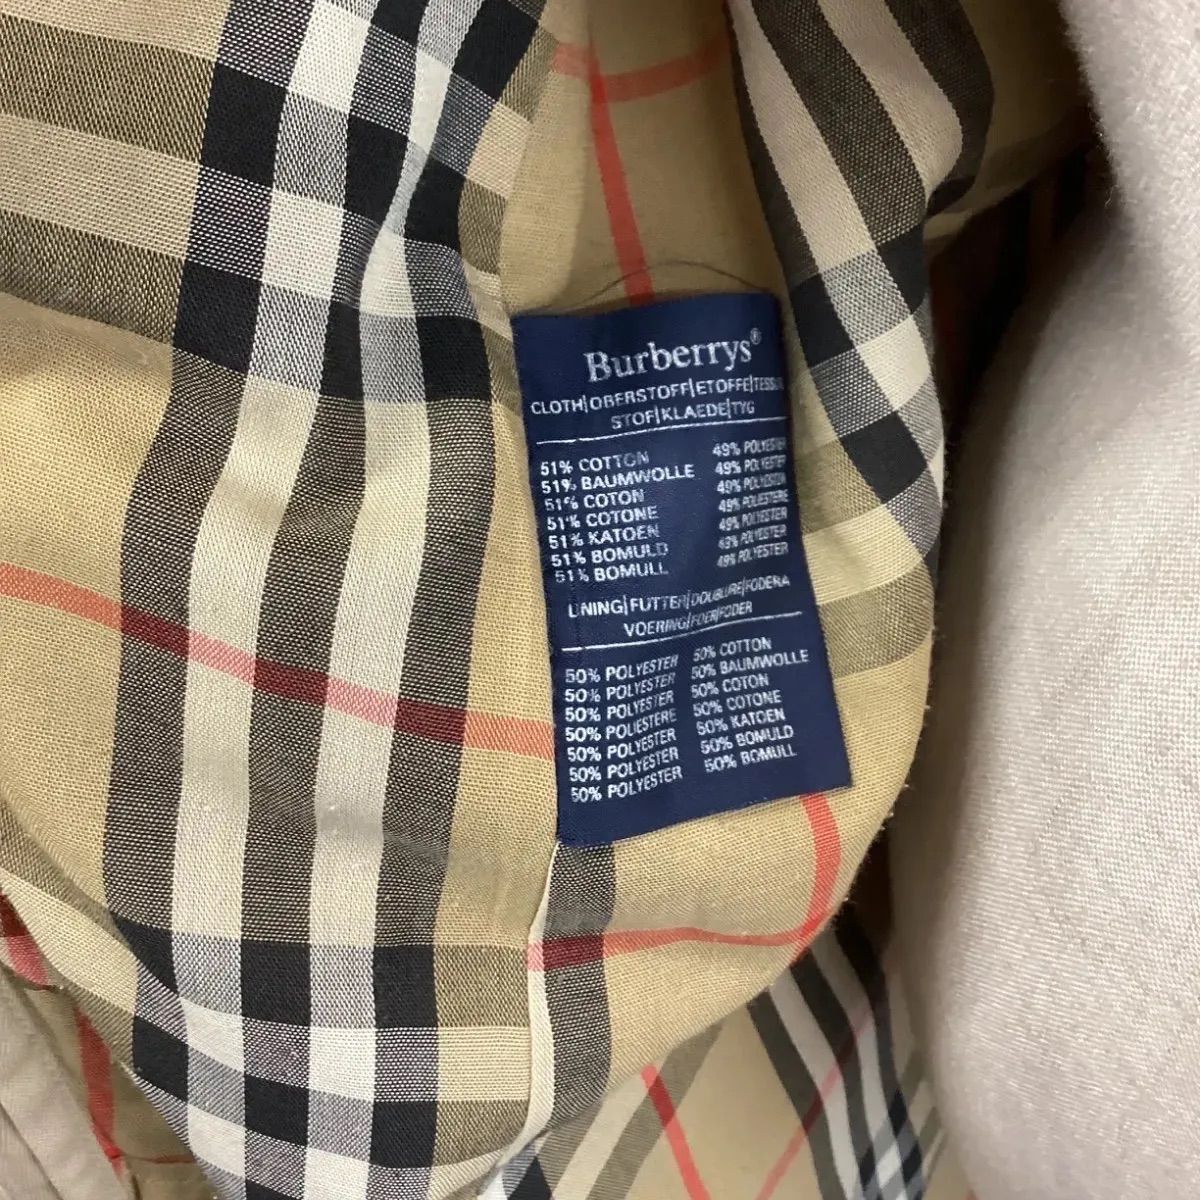 Burberrys®
CLOTH|OBERSTOFF|ETOFFE|TESSU
STOF|KLAEDE|TYG
51% COTTON 49% POLYESTER
51% BAUMWOLLE 49% POLYESTER
51% COTON 49% POLYESTER
51% COTONE 49% POLIESTERE
51% KATOEN 49% POLYESTER
51% BOMULD 49% POLYESTER
51% BOMULL 49% POLYESTER
LINING|FUTTER|DOUBLURE|FODERA
VOERING|FOER|FODER
50% POLYESTER 50% COTTON
50% POLYESTER 50% BAUMWOLLE
50% POLYESTER 50% COTON
50% POLIESTERE 50% COTONE
50% POLYESTER 50% KATOEN
50% POLYESTER 50% BOMULD
50% POLYESTER 50% BOMULL